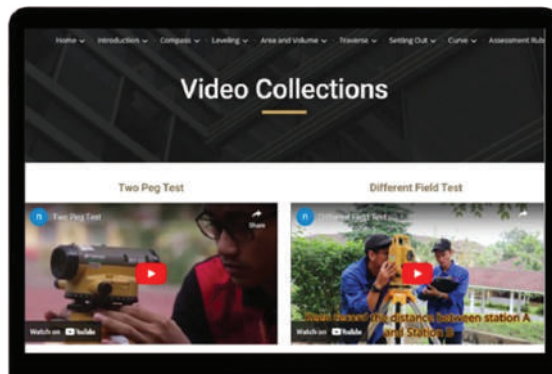 Home Introduction Compass Leveling Area and Volume Traverse Setting Out Curve Assessment Rub
Video Collections
Two Peg Test
Different Field Test
n Two Peg Test
Share
Watch on YouTube
n Different Field Test
the distance between station A
and Station B
Watch on YouTube